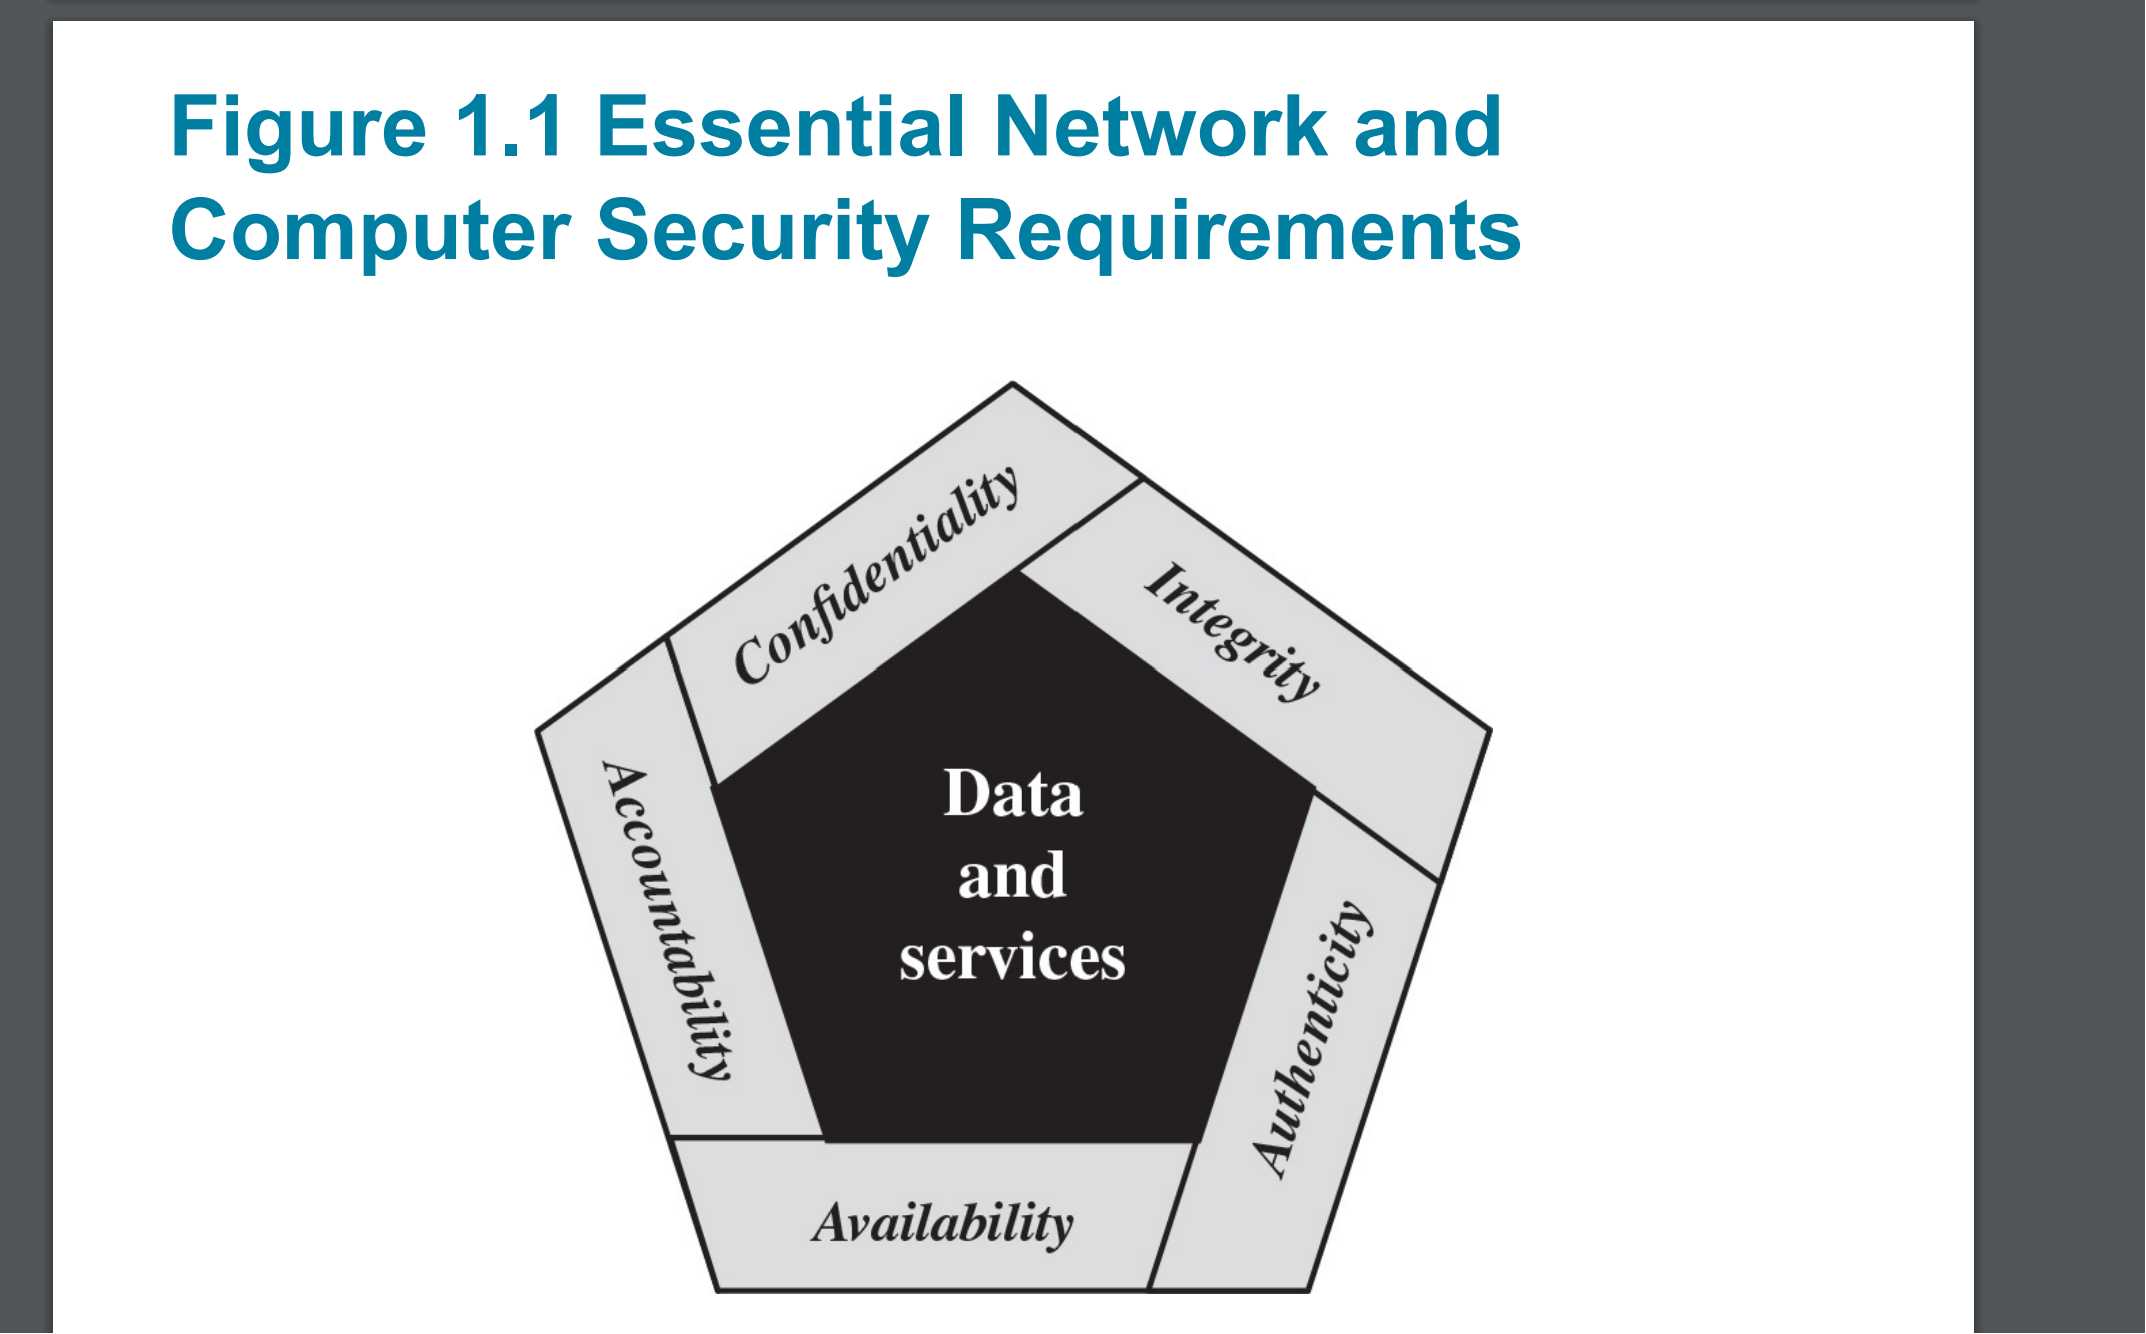 Figure 1.1 Essential Network and
Computer Security Requirements
Confidentiality
Integrity
Accountability
Data
and
services
Authenticity
Availability